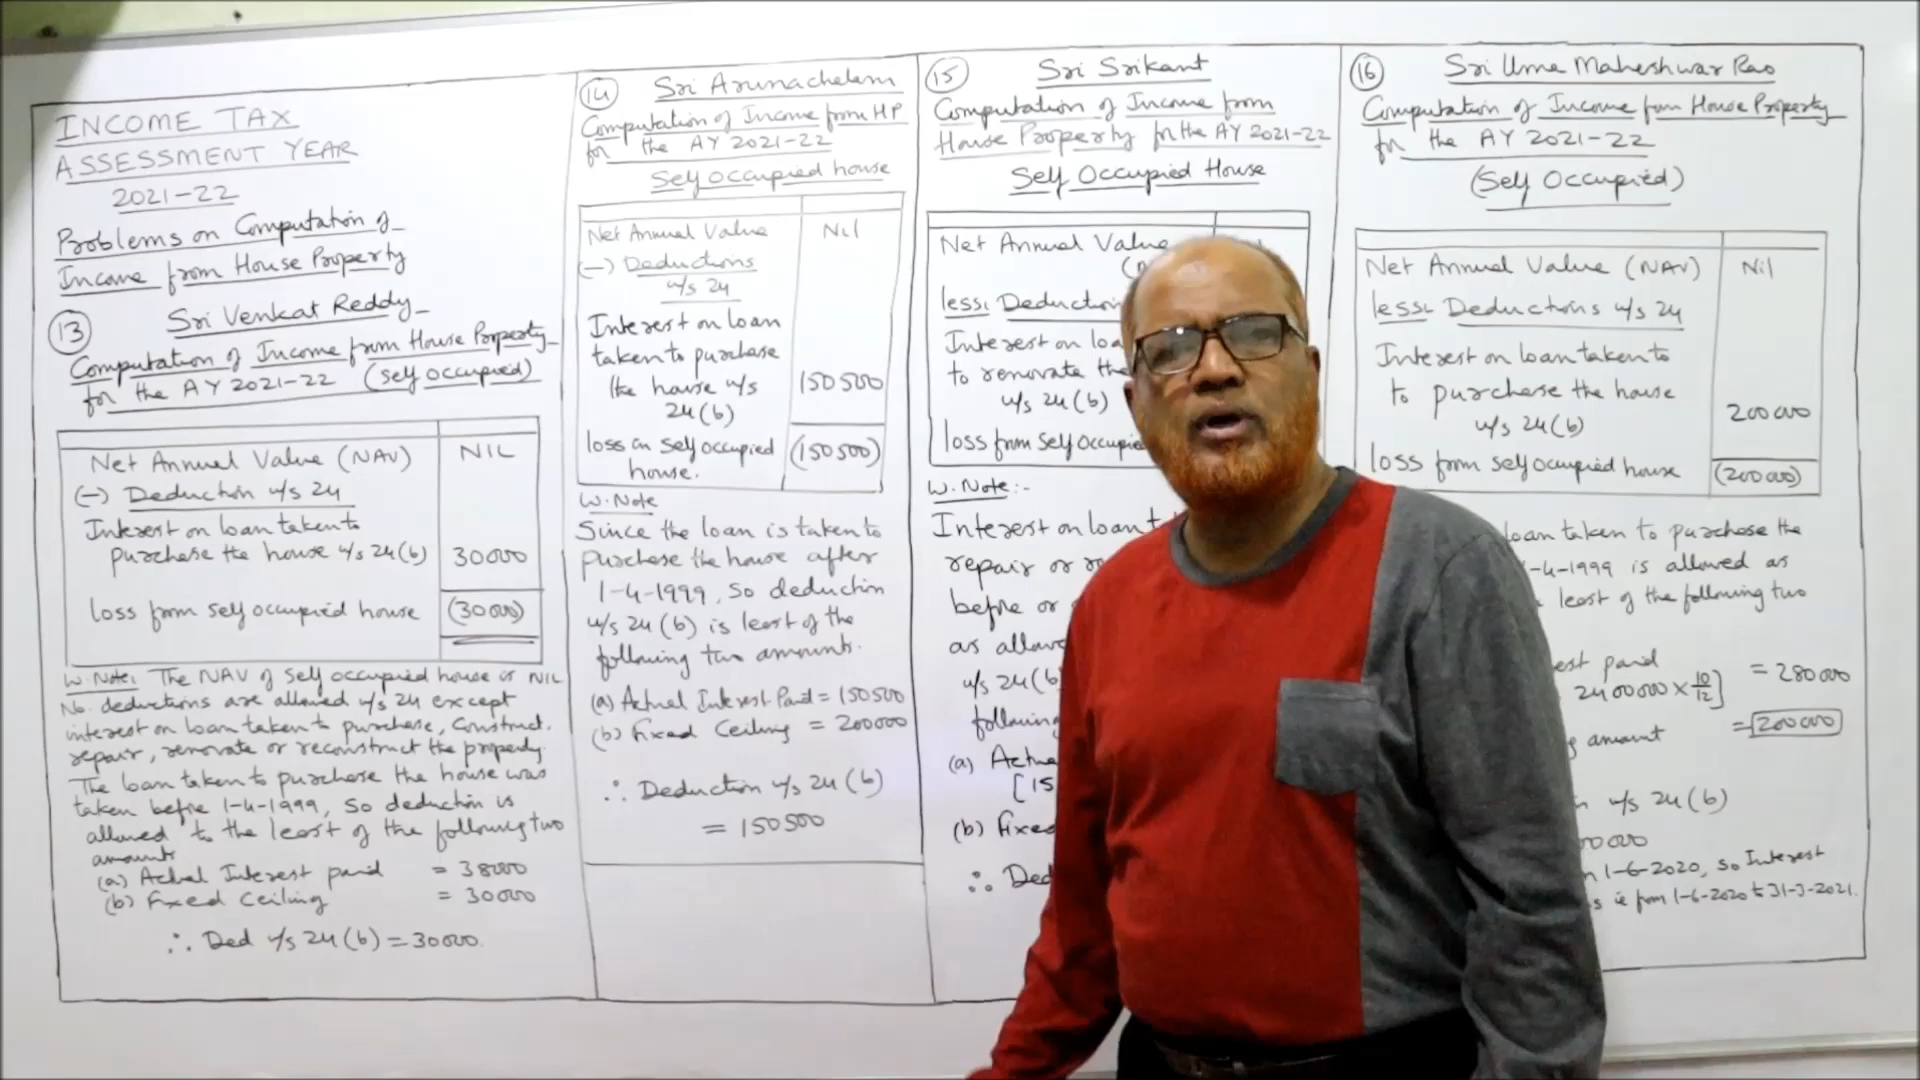 INCOME TAX
ASSESSMENT YEAR
2021-22
Problems on Computation of
Income from House Property
13 Sri Venkat Reddy
Computation of Income from House Property
for the AY 2021-22 (self occupied)
Net Annual Value (NAV) NIL
(-) Deduction u/s 24
Interest on loan taken to
purchase the house u/s 24(b) 30000
loss from self occupied house (30000)
W.Note: The NAV of self occupied house is NIL
No. deductions are allowed u/s 24 except
interest on loan taken to purchase, construct,
repair, renovate or reconstruct the property.
The loan taken to purchase the house was
taken before 1-4-1999, So deduction is
allowed to the least of the following two
amounts
(a) Actual Interest paid = 38000
(b) Fixed Ceiling = 30000
∴ Ded u/s 24(b) = 30000.
14 Sri Arunachalam
Computation of Income from HP
for the AY 2021-22
Self Occupied house
Net Annual Value Nil
(-) Deductions
u/s 24
Interest on loan
taken to purchase
the house u/s 150500
24(b)
loss on self occupied (150500)
house.
W.Note
Since the loan is taken to
purchase the house after
1-4-1999, So deduction
u/s 24(b) is least of the
following two amounts.
(a) Actual Interest Paid = 150500
(b) Fixed Ceiling = 200000
∴ Deduction u/s 24(b)
= 150500
15 Sri Srikant
Computation of Income from
House Property for the AY 2021-22
Self Occupied House
Net Annual Value
less: Deduction
Interest on loa
to renovate the
u/s 24(b)
loss from self Occupie
W.Note:-
Interest on loan t
repair or re
before or
as allow
u/s 24(b
following
(a) Actua
[15
(b) Fixed
∴ Ded
16 Sri Uma Maheshwar Rao
Computation of Income from House Property
for the AY 2021-22
(Self Occupied)
Net Annual Value (NAV) Nil
less: Deductions u/s 24
Interest on loan taken to
to purchase the house 200000
u/s 24(b)
loss from self occupied house (200000)
loan taken to purchase the
-4-1999 is allowed as
least of the following two
est paid = 280000
2400000 × 10/12]
amount = 200000
u/s 24(b)
00000
n 1-6-2020, so Interest
s ie from 1-6-2020 to 31-3-2021.